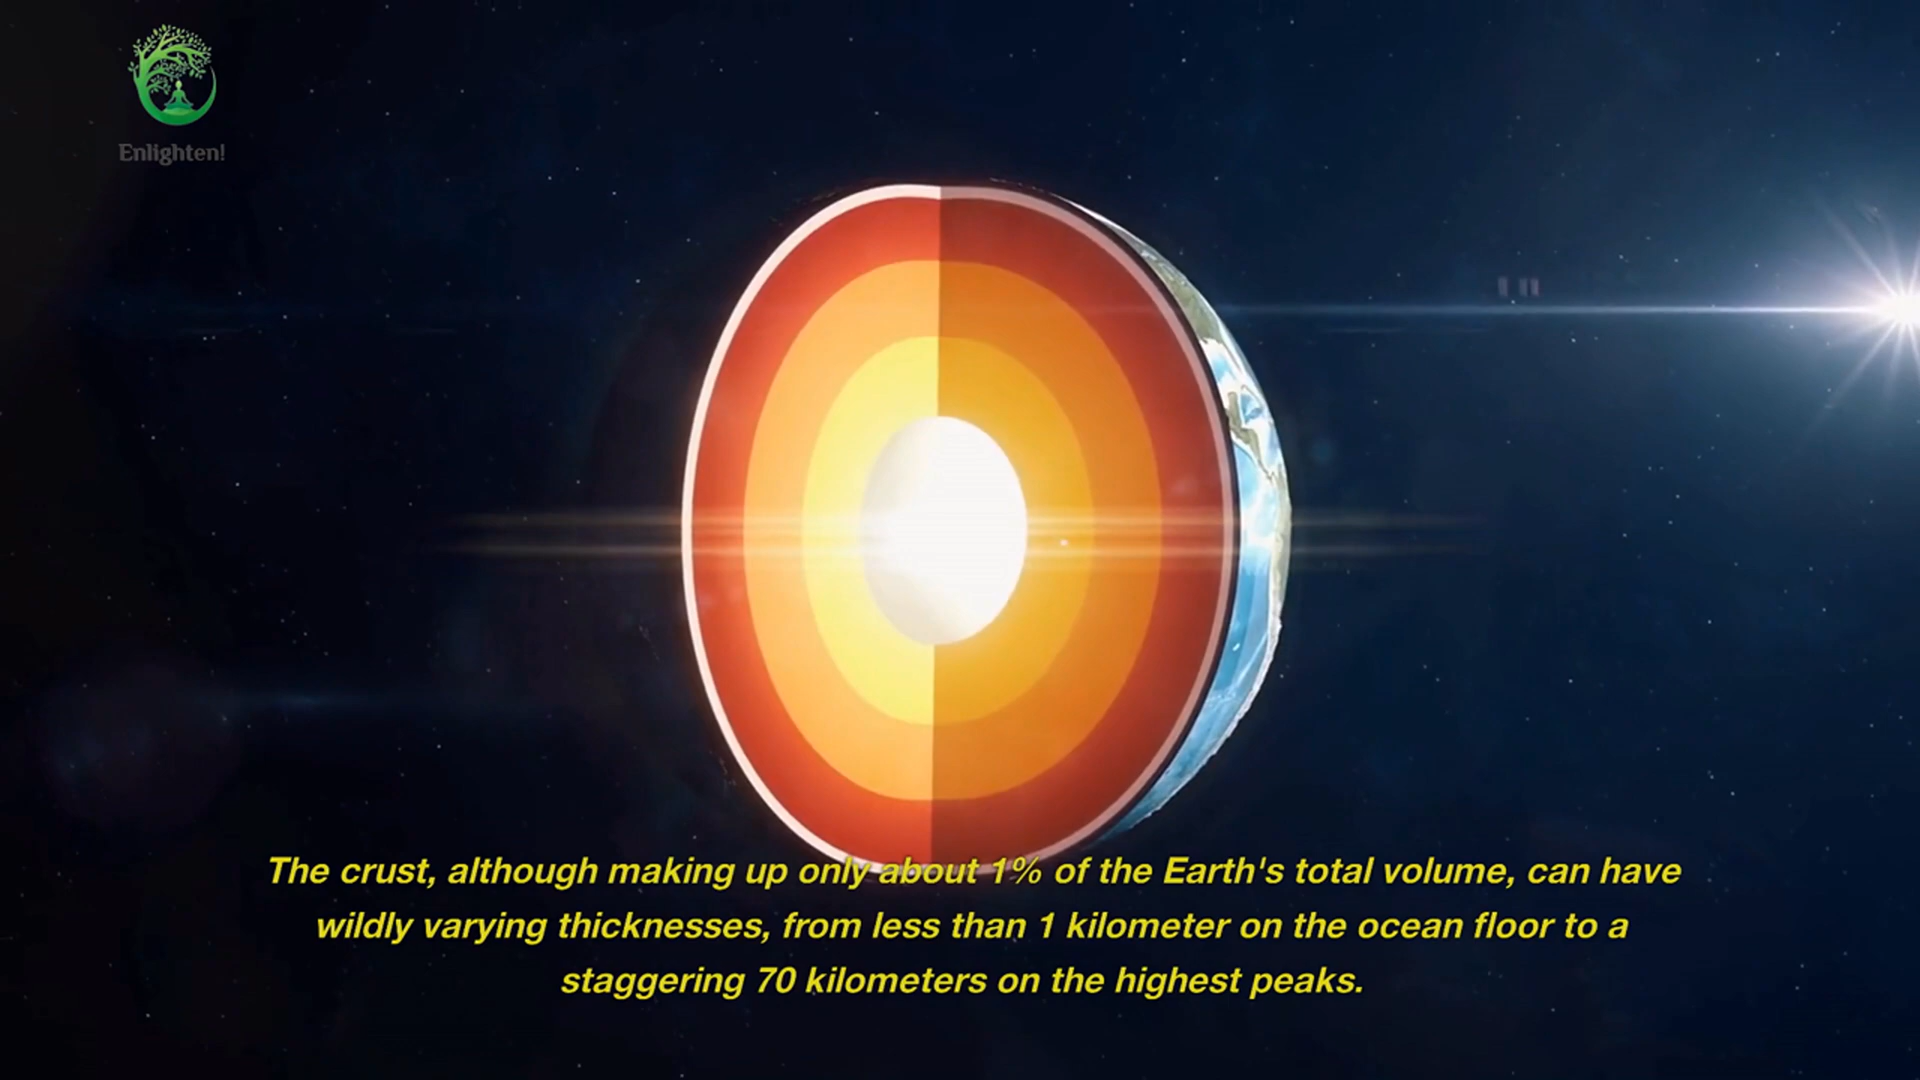 Enlighten!
The crust, although making up only about 1% of the Earth's total volume, can have
wildly varying thicknesses, from less than 1 kilometer on the ocean floor to a
staggering 70 kilometers on the highest peaks.